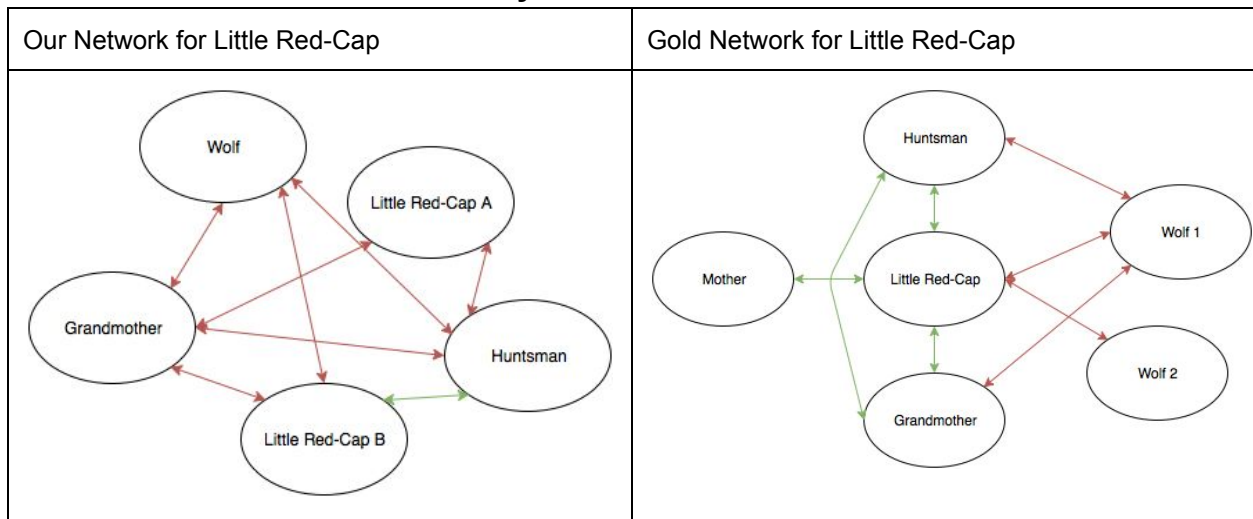 Our Network for Little Red-Cap
Gold Network for Little Red-Cap
Wolf
Little Red-Cap A
Grandmother
Huntsman
Little Red-Cap B
Huntsman
Wolf 1
Mother
Little Red-Cap
Wolf 2
Grandmother